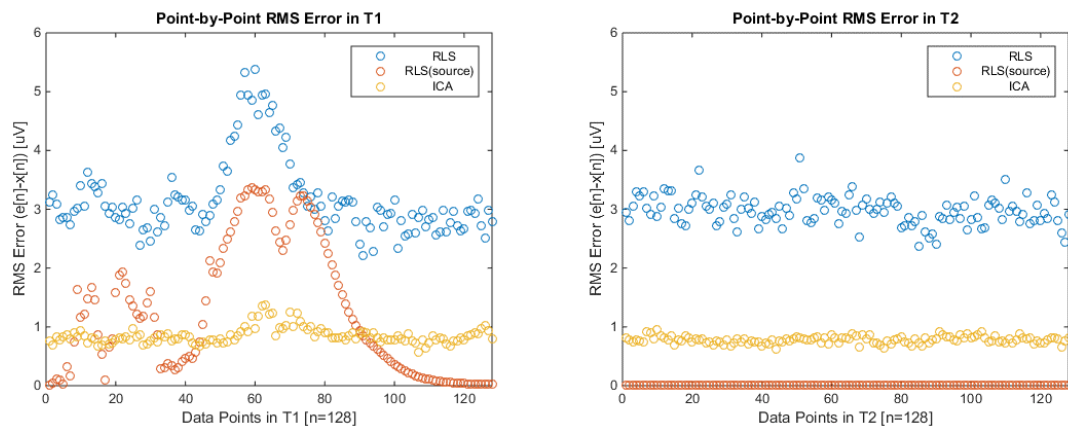 Point-by-Point RMS Error in T1
6
5
4
3
2
1
0
RMS Error (e[n]-x[n]) [uV]
RLS
RLS(source)
ICA
0 20 40 60 80 100 120
Data Points in T1 [n=128]
Point-by-Point RMS Error in T2
6
5
4
3
2
1
0
RMS Error (e[n]-x[n]) [uV]
RLS
RLS(source)
ICA
0 20 40 60 80 100 120
Data Points in T2 [n=128]